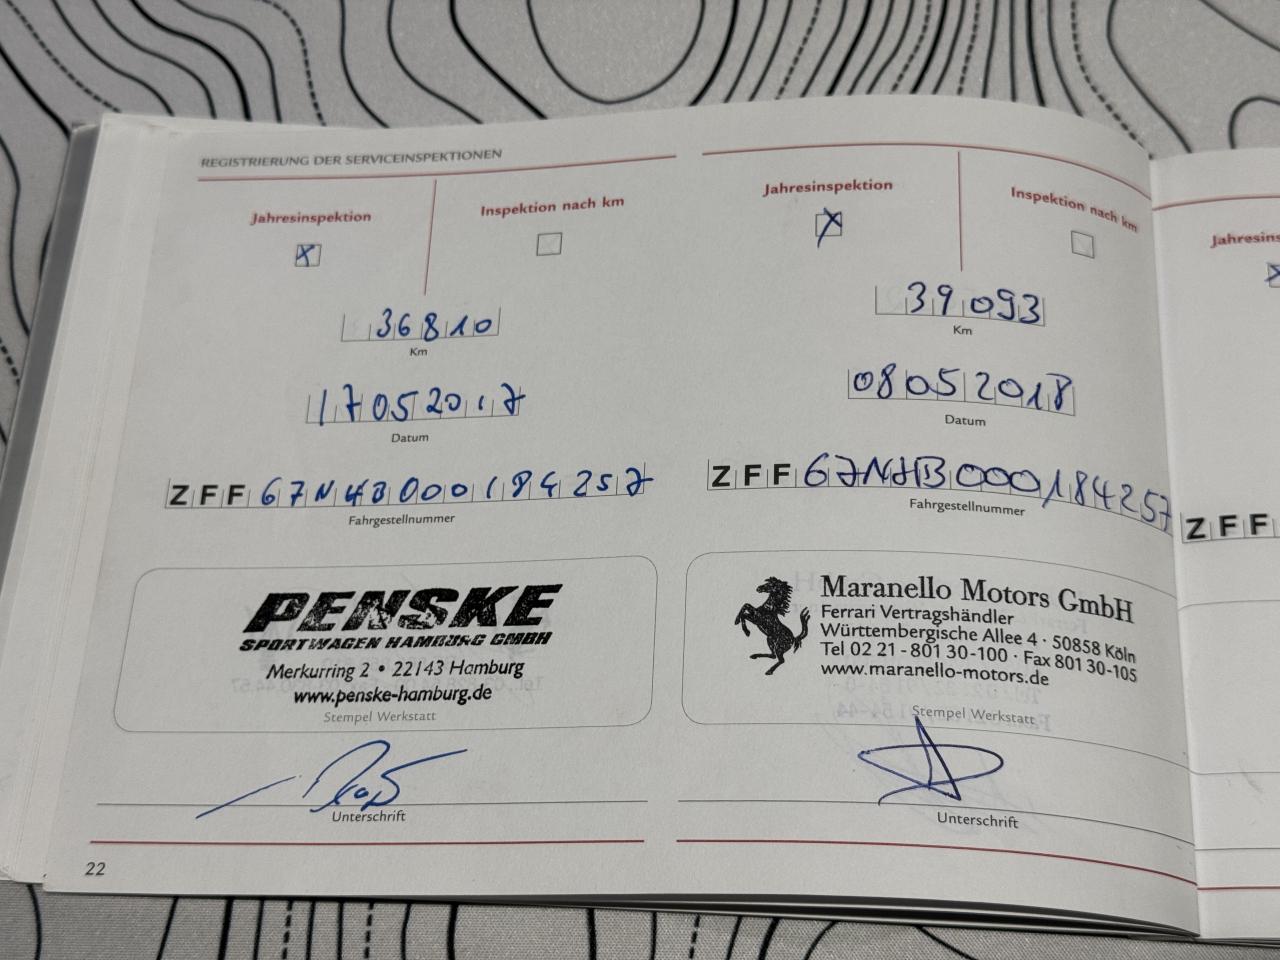 REGISTRIERUNG DER SERVICEINSPEKTIONEN
Jahresinspektion
Inspektion nach km
36810
Km
17052017
Datum
ZFF67NHB000184257
Fahrgestellnummer
PENSKE
SPORTWAGEN HAMBURG GMBH
Merkurring 2 • 22143 Hamburg
www.penske-hamburg.de
Stempel Werkstatt
Unterschrift
22
Jahresinspektion
Inspektion nach km
39093
Km
08052018
Datum
ZFF67NHB000184257
Fahrgestellnummer
Maranello Motors GmbH
Ferrari Vertragshändler
Württembergische Allee 4 · 50858 Köln
Tel 02 21 - 801 30-100 · Fax 801 30-105
www.maranello-motors.de
Stempel Werkstatt
Unterschrift
Jahresins
ZFF